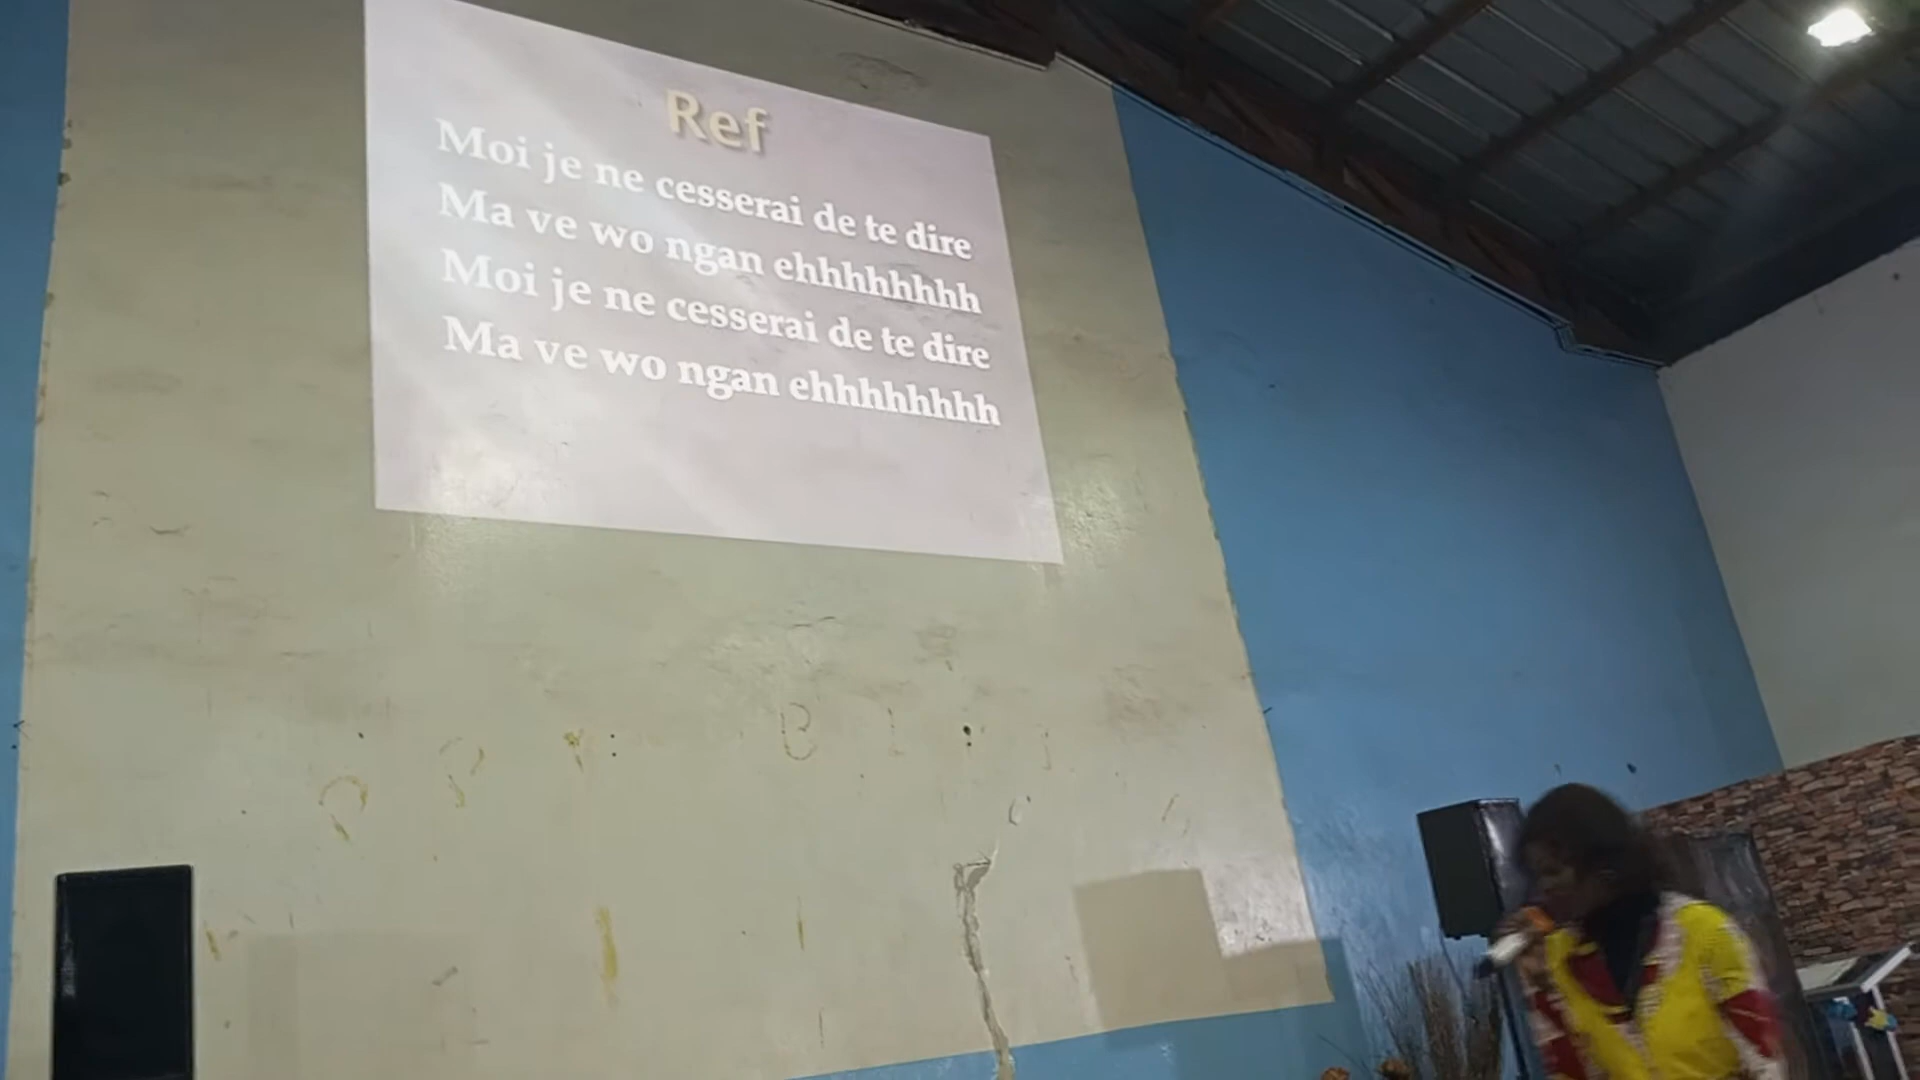 Ref
Moi je ne cesserai de te dire
Ma ve wo ngan ehhhhhhhh
Moi je ne cesserai de te dire
Ma ve wo ngan ehhhhhhhh